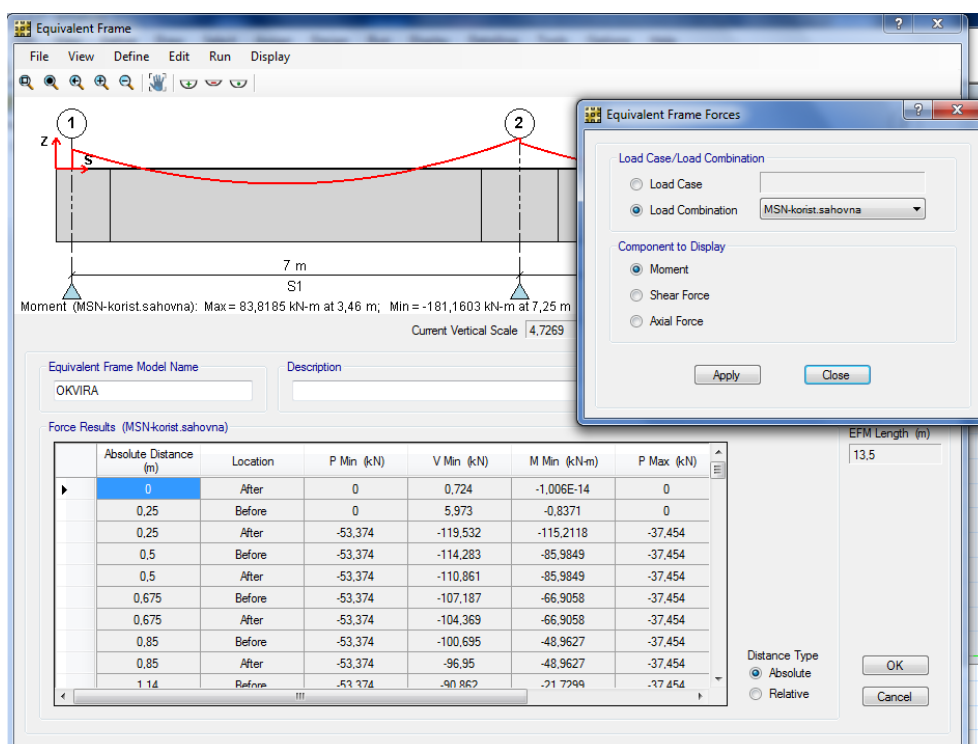 Equivalent Frame
File View Define Edit Run Display
1
2
Z
S
7 m
S1
Moment (MSN-korist.sahovna): Max = 83,8185 kN-m at 3,46 m; Min = -181,1603 kN-m at 7,25 m
Current Vertical Scale 4,7269
Equivalent Frame Forces
Load Case/Load Combination
Load Case
Load Combination MSN-korist.sahovna
Component to Display
Moment
Shear Force
Axial Force
Apply Close
Equivalent Frame Model Name
Description
OKVIRA
EFM Length (m)
13,5
Force Results (MSN-korist.sahovna)
Absolute Distance (m) Location P Min (kN) V Min (kN) M Min (kN-m) P Max (kN)
0 After 0 0,724 -1,006E-14 0
0,25 Before 0 5,973 -0,8371 0
0,25 After -53,374 -119,532 -115,2118 -37,454
0,5 Before -53,374 -114,283 -85,9849 -37,454
0,5 After -53,374 -110,861 -85,9849 -37,454
0,675 Before -53,374 -107,187 -66,9058 -37,454
0,675 After -53,374 -104,369 -66,9058 -37,454
0,85 Before -53,374 -100,695 -48,9627 -37,454
0,85 After -53,374 -96,95 -48,9627 -37,454
1,14 Before -53,374 -90,862 -21,7299 -37,454
Distance Type
Absolute
Relative
OK
Cancel